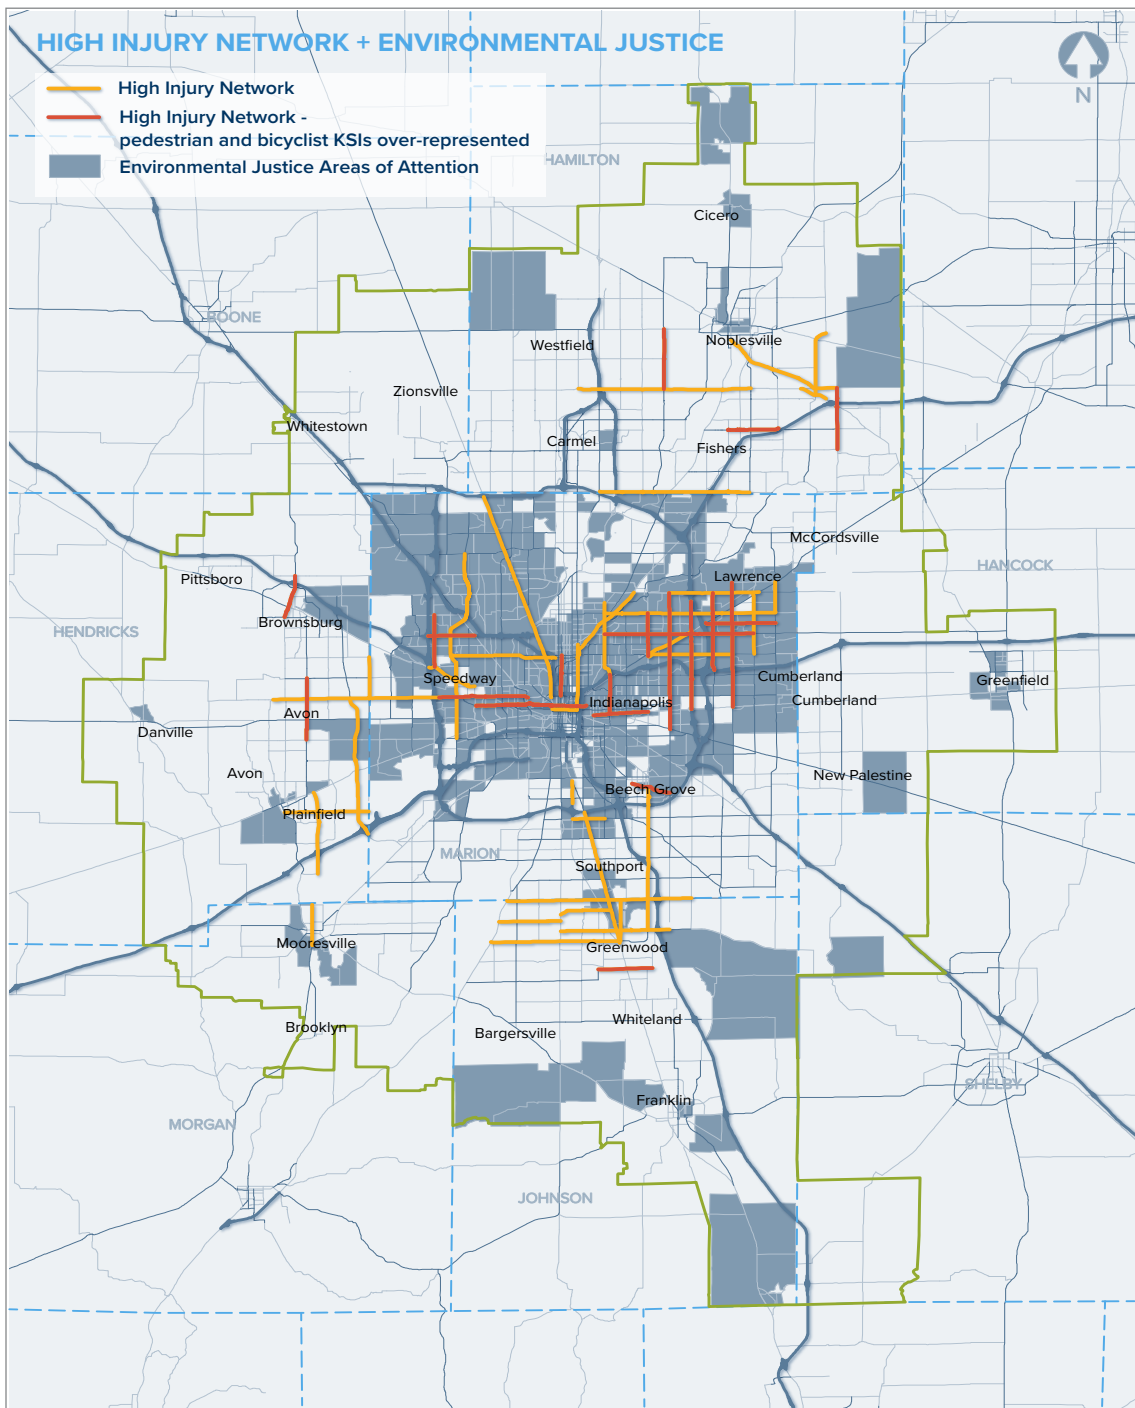 HIGH INJURY NETWORK + ENVIRONMENTAL JUSTICE
High Injury Network
High Injury Network -
pedestrian and bicyclist KSIs over-represented
Environmental Justice Areas of Attention
N
HAMILTON
Cicero
BOONE
Westfield
Noblesville
Zionsville
Whitestown
Carmel
Fishers
McCordsville
HANCOCK
Pittsboro
Lawrence
HENDRICKS
Brownsburg
Speedway
Cumberland
Greenfield
Indianapolis
Cumberland
Avon
Danville
Avon
New Palestine
Beech Grove
Plainfield
MARION
Southport
Mooresville
Greenwood
Brooklyn
Bargersville
Whiteland
SHELBY
Franklin
MORGAN
JOHNSON